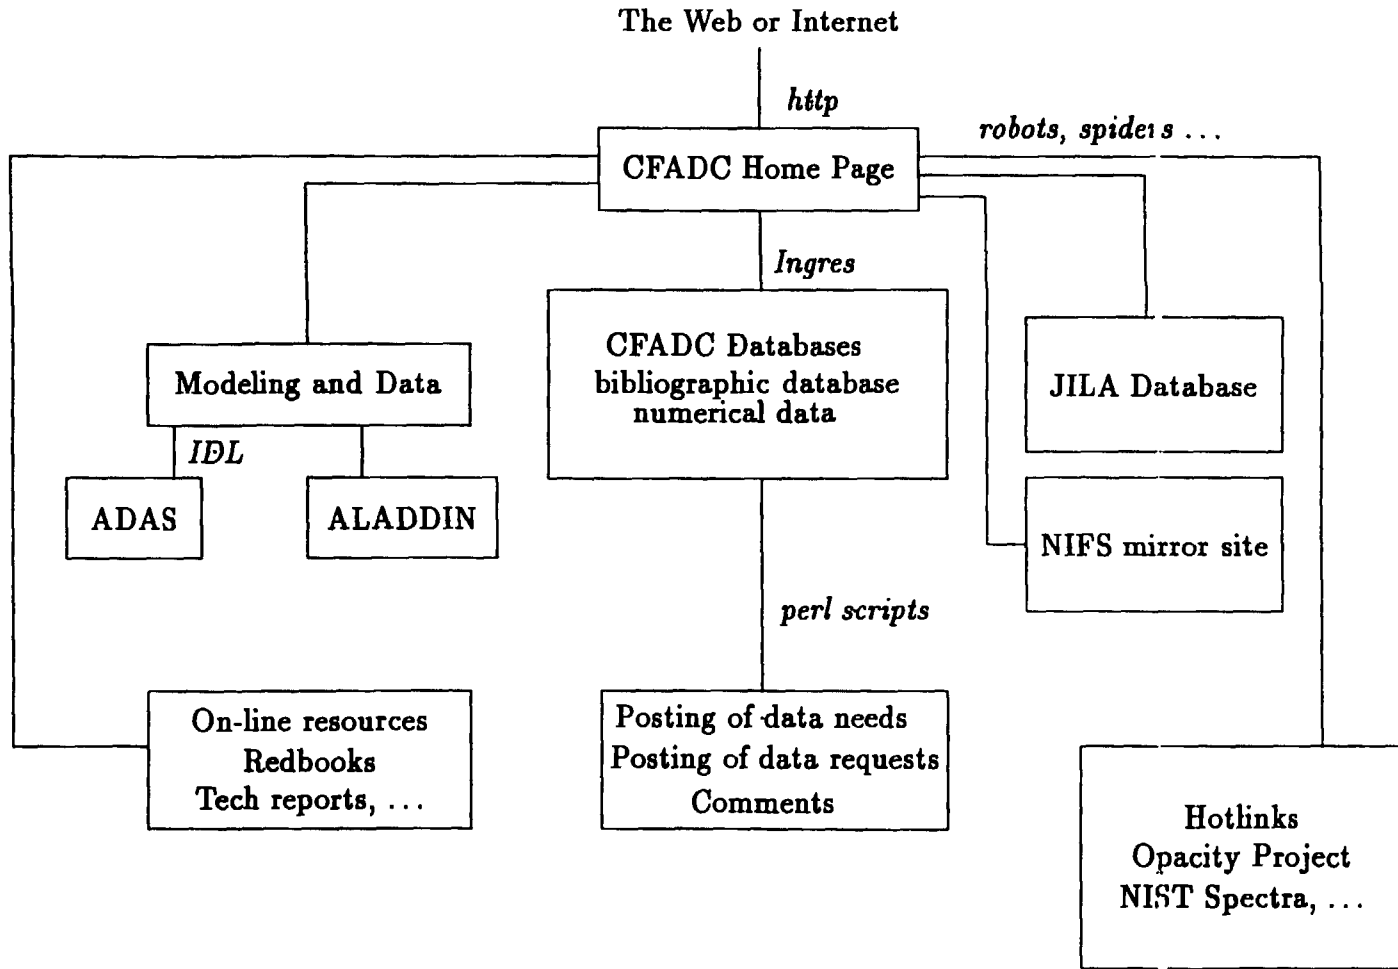 The Web or Internet
http
robots, spiders ...
CFADC Home Page
Ingres
CFADC Databases
bibliographic database
numerical data
Modeling and Data
JILA Database
IDL
ADAS
ALADDIN
NIFS mirror site
perl scripts
On-line resources
Redbooks
Tech reports, ...
Posting of data needs
Posting of data requests
Comments
Hotlinks
Opacity Project
NIST Spectra, ...